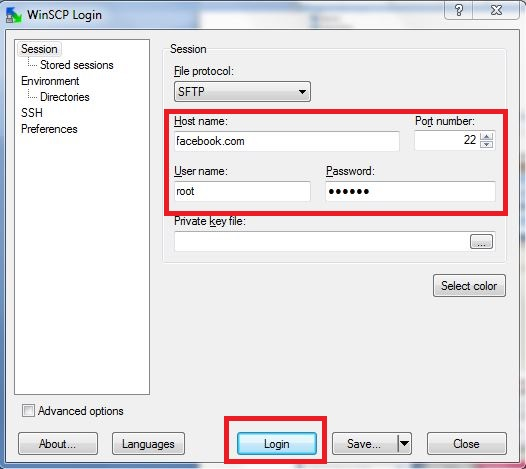 WinSCP Login
?
Session
Stored sessions
Environment
Directories
SSH
Preferences
Session
File protocol:
SFTP
Host name:
Port number:
facebook.com
22
User name:
Password:
root
●●●●●●
Private key file:
...
Select color
Advanced options
About...
Languages
Login
Save...
Close